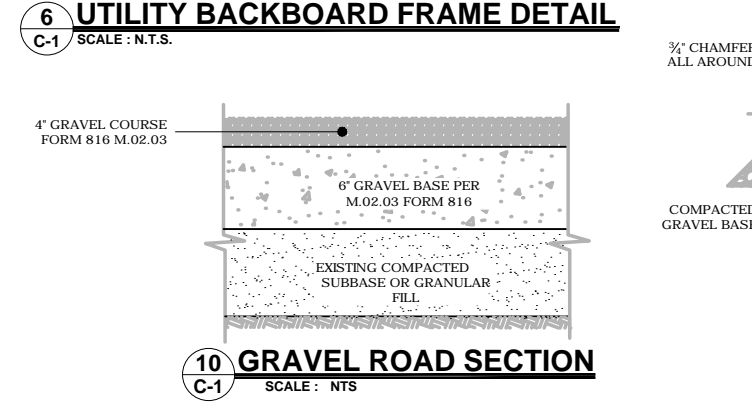 6 UTILITY BACKBOARD FRAME DETAIL
C-1 SCALE : N.T.S.
¾" CHAMFER
ALL AROUND
4" GRAVEL COURSE
FORM 816 M.02.03
6" GRAVEL BASE PER
M.02.03 FORM 816
COMPACTED
GRAVEL BASE
EXISTING COMPACTED
SUBBASE OR GRANULAR
FILL
10 GRAVEL ROAD SECTION
C-1 SCALE : NTS